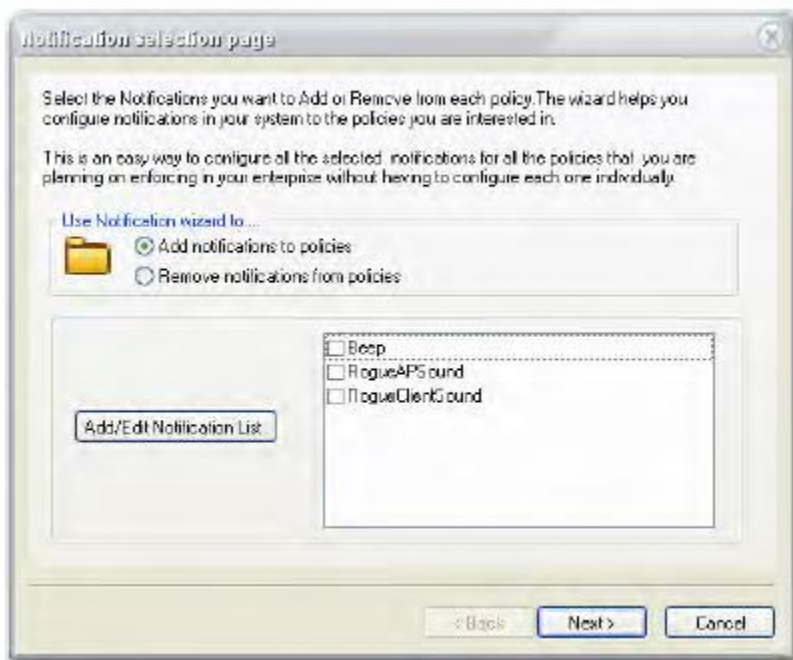 Notification selection page
Select the Notifications you want to Add or Remove from each policy.The wizard helps you
configure notifications in your system to the policies you are interested in.
This is an easy way to configure all the selected notifications for all the policies that you are
planning on enforcing in your enterprise without having to configure each one individually.
Use Notification wizard to....
Add notifications to policies
Remove notifications from policies
Beep
RogueAPSound
RogueClientSound
Add/Edit Notification List
< Back
Next >
Cancel